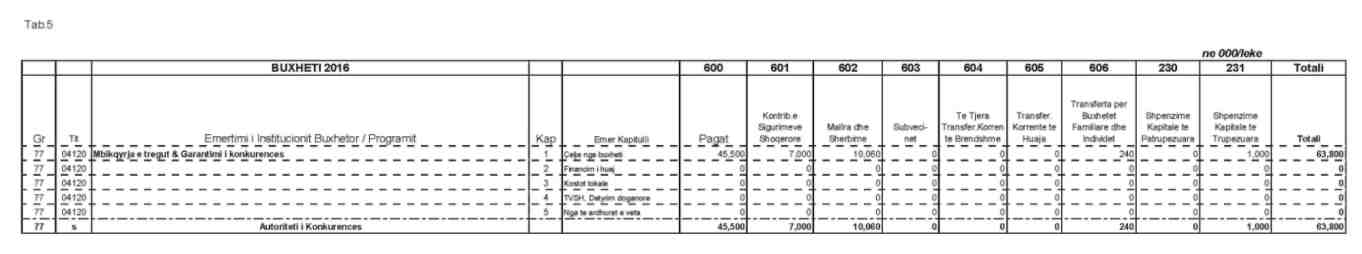 Tab.5
ne 000/leke
BUXHETI 2016 600 601 602 603 604 605 606 230 231 Totali
Gr Tit Emertimi i Institucionit Buxhetor / Programit Kap Emer Kapitulli Pagat Kontrib.e Sigurimeve Shoqerore Mallra dhe Sherbime Subvecionet Te Tjera Transfer.Korren te Brendshme Transfer. Korrente te Huaja Transferta per Buxhetet Familiare dhe Individet Shpenzime Kapitale te Patrupezuara Shpenzime Kapitale te Trupezuara Totali
77 04120 Mbikqyrja e tregut & Garantimi i konkurences 1 Çelje nga buxheti 45,500 7,000 10,060 0 0 0 240 0 1,000 63,800
77 04120 2 Financim i huaj 0 0 0 0 0 0 0 0 0 0
77 04120 3 Kostot lokale 0 0 0 0 0 0 0 0 0 0
77 04120 4 TVSH, Detyrim doganore 0 0 0 0 0 0 0 0 0 0
77 04120 5 Nga te ardhurat e veta 0 0 0 0 0 0 0 0 0 0
77 s Autoriteti i Konkurences 45,500 7,000 10,060 0 0 0 240 0 1,000 63,800